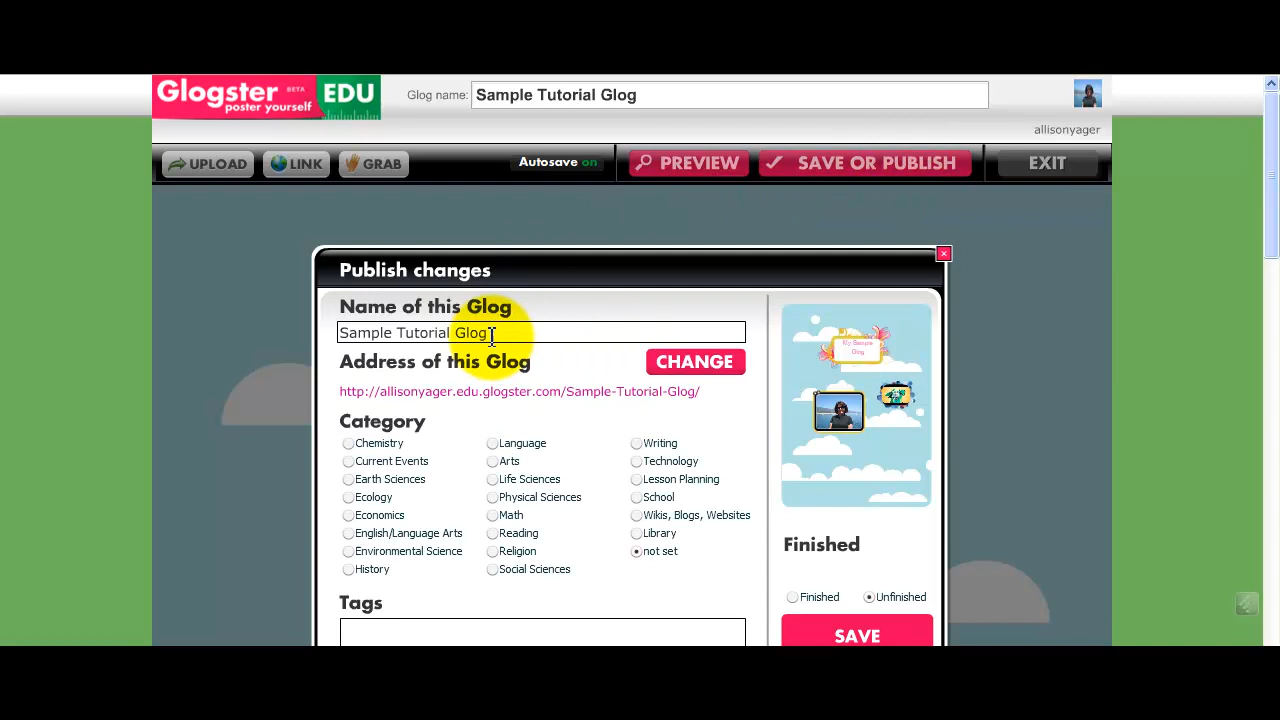 Glogster BETA EDU
poster yourself
Glog name: Sample Tutorial Glog
allisonyager
UPLOAD LINK GRAB Autosave on PREVIEW SAVE OR PUBLISH EXIT
Publish changes
Name of this Glog
Sample Tutorial Glog
Address of this Glog CHANGE
http://allisonyager.edu.glogster.com/Sample-Tutorial-Glog/
Category
Chemistry Language Writing
Current Events Arts Technology
Earth Sciences Life Sciences Lesson Planning
Ecology Physical Sciences School
Economics Math Wikis, Blogs, Websites
English/Language Arts Reading Library
Environmental Science Religion not set
History Social Sciences
Tags
My Sample
Glog
Finished
Finished Unfinished
SAVE